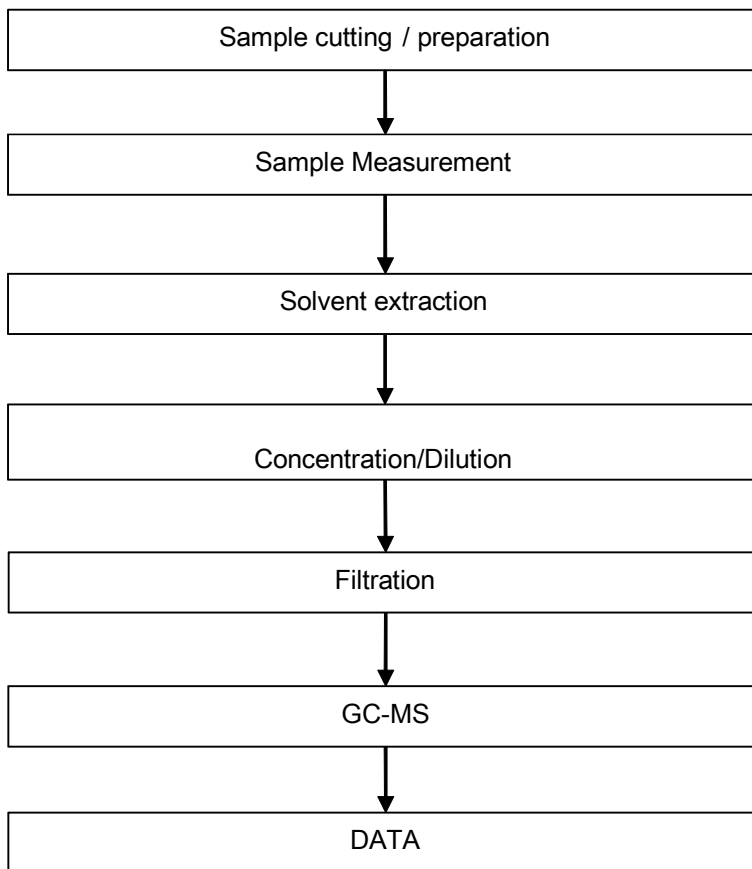 Sample cutting / preparation
Sample Measurement
Solvent extraction
Concentration/Dilution
Filtration
GC-MS
DATA